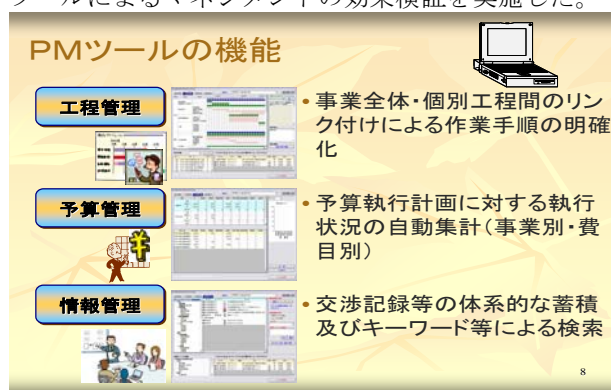 ツールによるマネジメントの効果検証を実施した。
PMツールの機能
工程管理
•事業全体・個別工程間のリン
ク付けによる作業手順の明確
化
予算管理
•予算執行計画に対する執行
状況の自動集計（事業別・費
目別）
情報管理
•交渉記録等の体系的な蓄積
及びキーワード等による検索
8